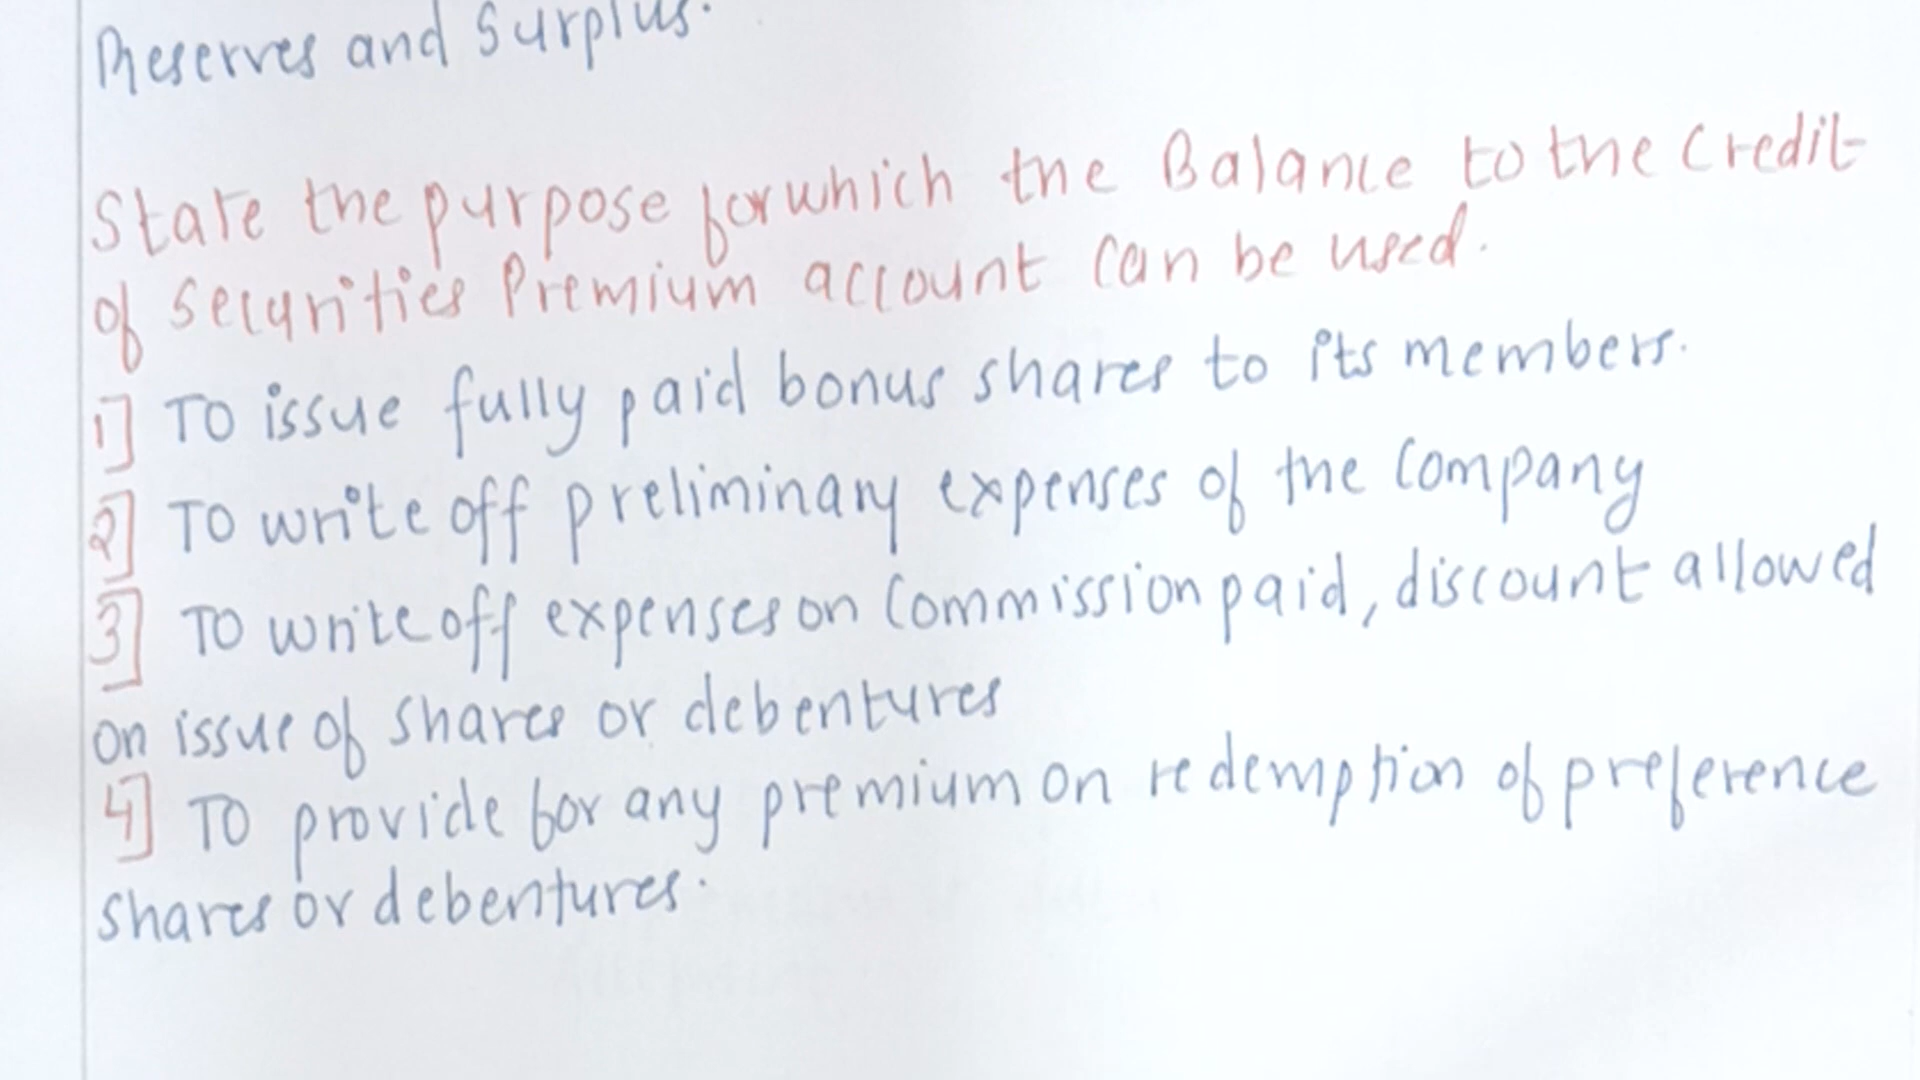 Reserves and Surplus.
State the purpose for which the Balance to the Credit
of Securities Premium account can be used.
1] To issue fully paid bonus shares to its members.
2] To write off preliminary expenses of the company
3] To write off expenses on Commission paid, discount allowed
on issue of shares or debentures
4] To provide for any premium on redemption of preference
shares or debentures.